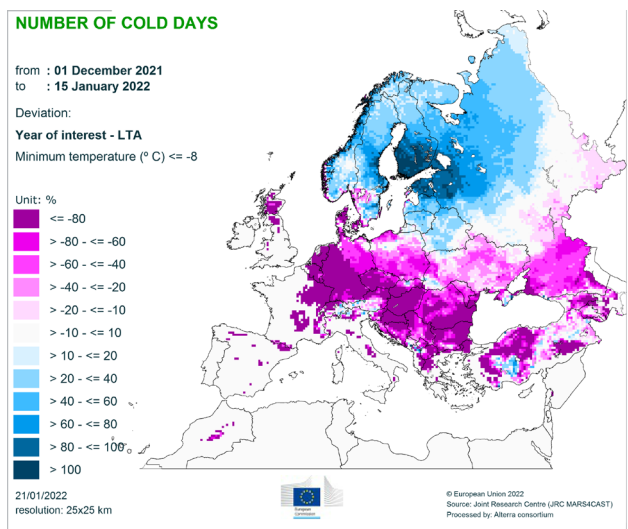 NUMBER OF COLD DAYS
from : 01 December 2021
to : 15 January 2022
Deviation:
Year of interest - LTA
Minimum temperature (º C) <= -8
Unit: %
<= -80
> -80 - <= -60
> -60 - <= -40
> -40 - <= -20
> -20 - <= -10
> -10 - <= 10
> 10 - <= 20
> 20 - <= 40
> 40 - <= 60
> 60 - <= 80
> 80 - <= 100
> 100
21/01/2022
resolution: 25x25 km
European
Commission
© European Union 2022
Source: Joint Research Centre (JRC MARS4CAST)
Processed by: Alterra consortium